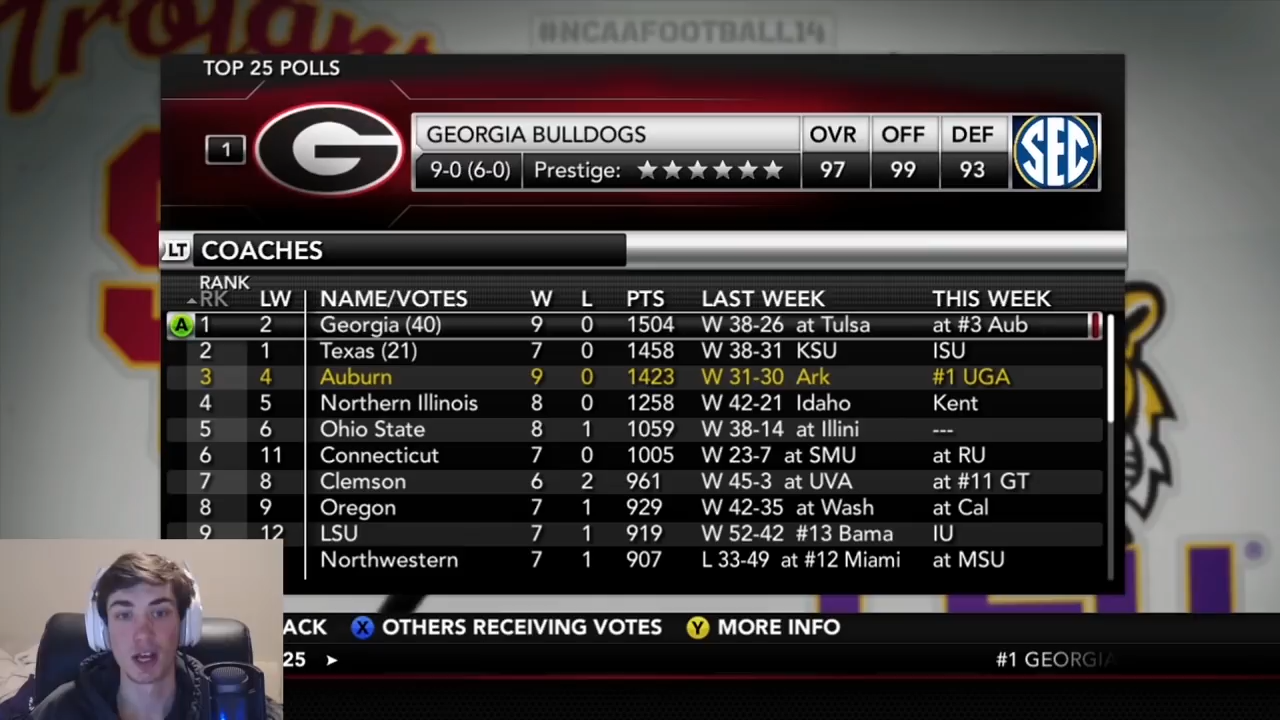 Trojans
#NCAAFOOTBALL14
TOP 25 POLLS
1
G
GEORGIA BULLDOGS OVR OFF DEF
9-0 (6-0) Prestige: 97 99 93
SEC
LT COACHES
RANK
RK LW NAME/VOTES W L PTS LAST WEEK THIS WEEK
A 1 2 Georgia (40) 9 0 1504 W 38-26 at Tulsa at #3 Aub
2 1 Texas (21) 7 0 1458 W 38-31 KSU ISU
3 4 Auburn 9 0 1423 W 31-30 Ark #1 UGA
4 5 Northern Illinois 8 0 1258 W 42-21 Idaho Kent
5 6 Ohio State 8 1 1059 W 38-14 at Illini ---
6 11 Connecticut 7 0 1005 W 23-7 at SMU at RU
7 8 Clemson 6 2 961 W 45-3 at UVA at #11 GT
8 9 Oregon 7 1 929 W 42-35 at Wash at Cal
9 12 LSU 7 1 919 W 52-42 #13 Bama IU
Northwestern 7 1 907 L 33-49 at #12 Miami at MSU
ACK X OTHERS RECEIVING VOTES Y MORE INFO
25 #1 GEORGIA